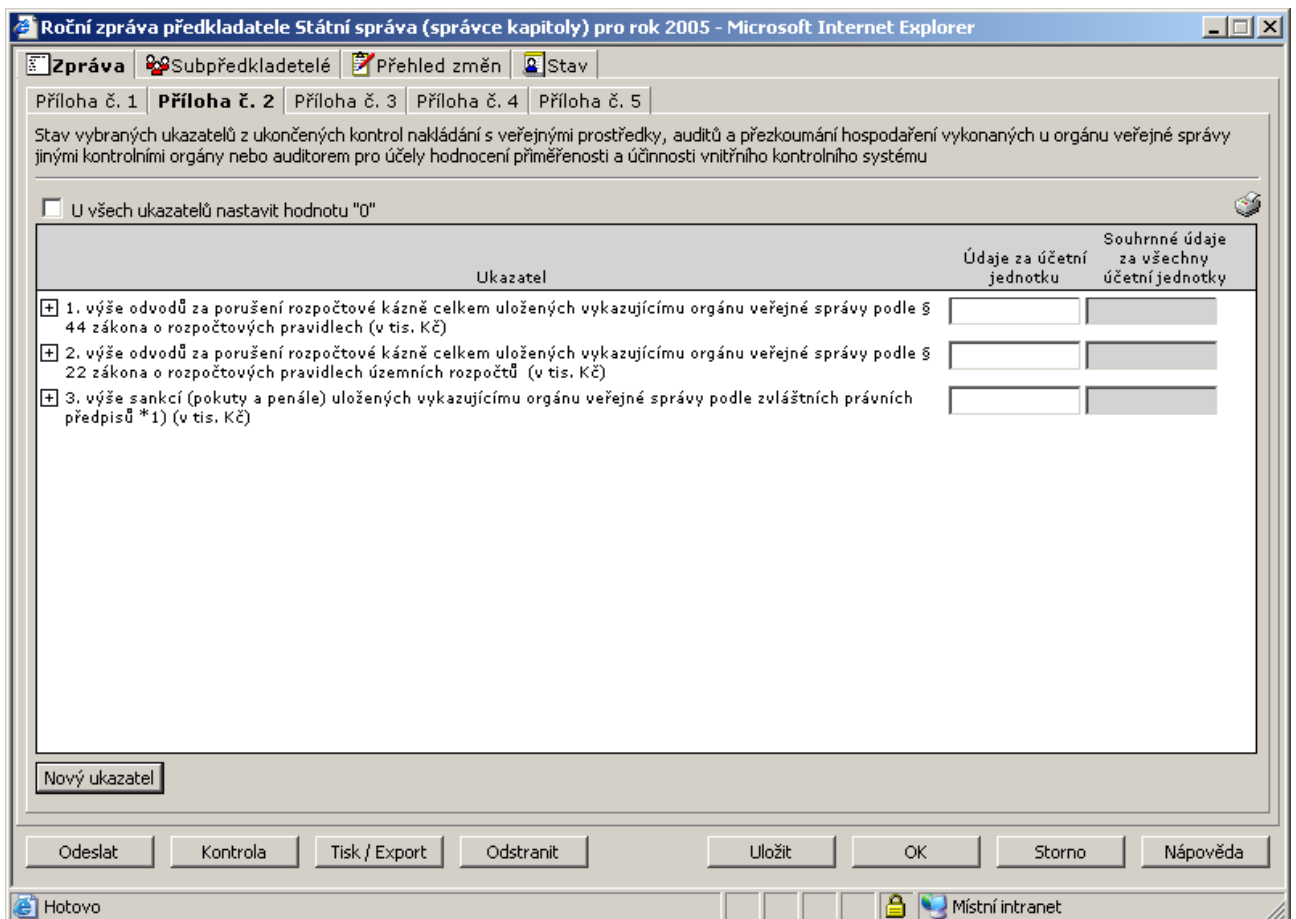 Roční zpráva předkladatele Státní správa (správce kapitoly) pro rok 2005 - Microsoft Internet Explorer
Zpráva Subpředkladetelé Přehled změn Stav
Příloha č. 1 Příloha č. 2 Příloha č. 3 Příloha č. 4 Příloha č. 5
Stav vybraných ukazatelů z ukončených kontrol nakládání s veřejnými prostředky, auditů a přezkoumání hospodaření vykonaných u orgánu veřejné správy
jinými kontrolními orgány nebo auditorem pro účely hodnocení přiměřenosti a účinnosti vnitřního kontrolního systému
U všech ukazatelů nastavit hodnotu "0"
Ukazatel
Údaje za účetní
jednotku
Souhrnné údaje
za všechny
účetní jednotky
1. výše odvodů za porušení rozpočtové kázně celkem uložených vykazujícímu orgánu veřejné správy podle §
44 zákona o rozpočtových pravidlech (v tis. Kč)
2. výše odvodů za porušení rozpočtové kázně celkem uložených vykazujícímu orgánu veřejné správy podle §
22 zákona o rozpočtových pravidlech územních rozpočtů (v tis. Kč)
3. výše sankcí (pokuty a penále) uložených vykazujícímu orgánu veřejné správy podle zvláštních právních
předpisů *1) (v tis. Kč)
Nový ukazatel
Odeslat Kontrola Tisk / Export Odstranit Uložit OK Storno Nápověda
Hotovo Místní intranet